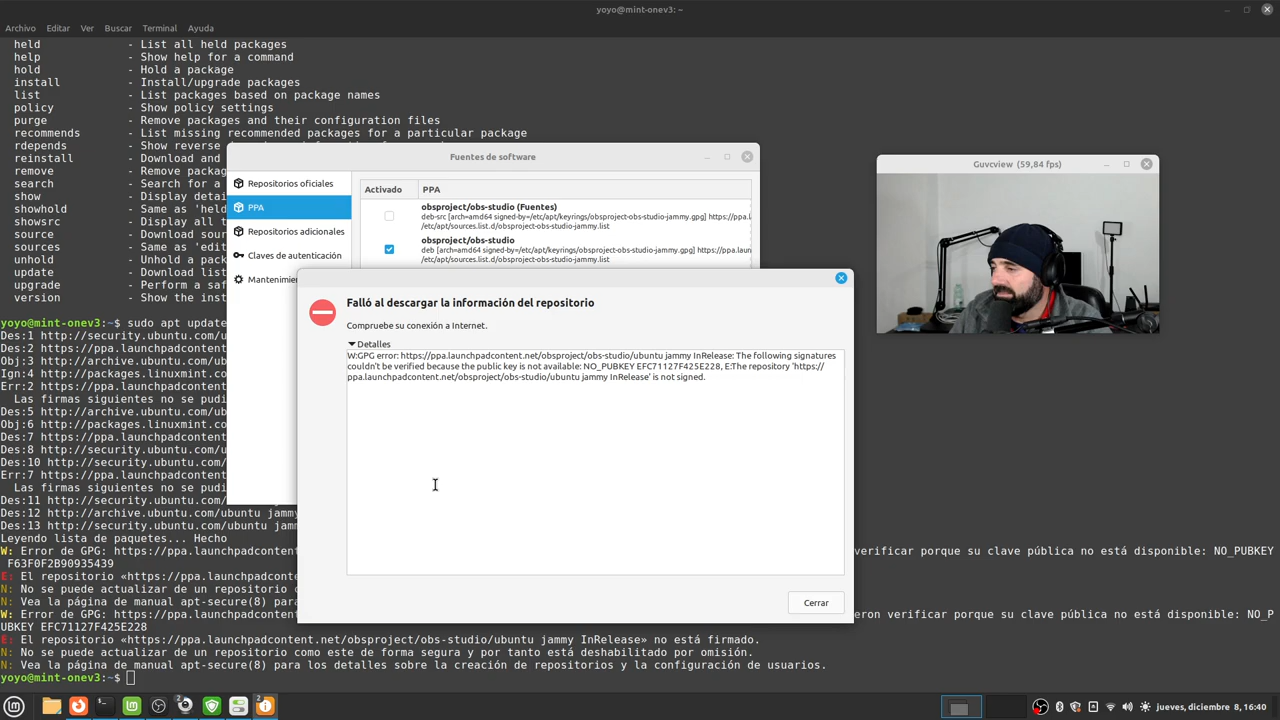 yoyo@mint-onev3: ~
Archivo Editar Ver Buscar Terminal Ayuda
held - List all held packages
help - Show help for a command
hold - Hold a package
install - Install/upgrade packages
list - List packages based on package names
policy - Show policy settings
purge - Remove packages and their configuration files
recommends - List missing recommended packages for a particular package
rdepends - Show reverse
reinstall - Download and
remove - Remove packag
search - Search for a
show - Display detai
showhold - Same as 'held
showsrc - Display all t
source - Download sour
sources - Same as 'edit
unhold - Unhold a pack
update - Download list
upgrade - Perform a saf
version - Show the inst
yoyo@mint-onev3:~$ sudo apt update
Des:1 http://security.ubuntu.com/
Des:2 http://ppa.launchpadcontent
Obj:3 http://archive.ubuntu.com/u
Ign:4 http://packages.linuxmint.c
Err:2 http://ppa.launchpadcontent
Las firmas siguientes no se pudi
Des:5 http://archive.ubuntu.com/u
Obj:6 http://packages.linuxmint.c
Des:7 http://ppa.launchpadcontent
Des:8 http://security.ubuntu.com/u
Des:10 http://security.ubuntu.com/
Err:7 http://ppa.launchpadcontent
Las firmas siguientes no se pudi
Des:11 http://security.ubuntu.com/
Des:12 http://archive.ubuntu.com/ubuntu jammy
Des:13 http://security.ubuntu.com/ubuntu jamm
Leyendo lista de paquetes... Hecho
W: Error de GPG: https://ppa.launchpadconten
verificar porque su clave pública no está disponible: NO_PUBKEY
F63F0F2B90935439
E: El repositorio «https://ppa.launchpadcont
N: No se puede actualizar de un repositorio c
N: Vea la página de manual apt-secure(8) para
W: Error de GPG: https://ppa.launchpadconten
eron verificar porque su clave pública no está disponible: NO_P
UBKEY EFC71127F425E228
E: El repositorio «https://ppa.launchpadcontent.net/obsproject/obs-studio/ubuntu jammy InRelease» no está firmado.
N: No se puede actualizar de un repositorio como este de forma segura y por tanto está deshabilitado por omisión.
N: Vea la página de manual apt-secure(8) para los detalles sobre la creación de repositorios y la configuración de usuarios.
yoyo@mint-onev3:~$
Fuentes de software
Repositorios oficiales
PPA
Repositorios adicionales
Claves de autenticación
Mantenimie
Activado PPA
obsproject/obs-studio (Fuentes)
deb-src [arch=amd64 signed-by=/etc/apt/keyrings/obsproject-obs-studio-jammy.gpg] https://ppa.l
/etc/apt/sources.list.d/obsproject-obs-studio-jammy.list
obsproject/obs-studio
deb [arch=amd64 signed-by=/etc/apt/keyrings/obsproject-obs-studio-jammy.gpg] https://ppa.laun
/etc/apt/sources.list.d/obsproject-obs-studio-jammy.list
Falló al descargar la información del repositorio
Compruebe su conexión a Internet.
Detalles
W:GPG error: https://ppa.launchpadcontent.net/obsproject/obs-studio/ubuntu jammy InRelease: The following signatures
couldn't be verified because the public key is not available: NO_PUBKEY EFC71127F425E228, E:The repository 'https://
ppa.launchpadcontent.net/obsproject/obs-studio/ubuntu jammy InRelease' is not signed.
Cerrar
Guvcview (59,84 fps)
2
2
jueves, diciembre 8, 16:40